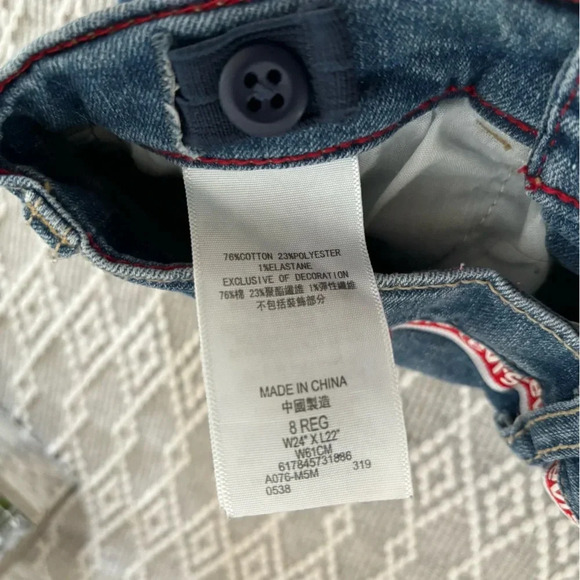 76%COTTON 23%POLYESTER
1%ELASTANE
EXCLUSIVE OF DECORATION
76%棉 23%聚酯纖維 1%彈性纖維
不包括裝飾部分
MADE IN CHINA
中國製造
8 REG
W24" X L22"
W61CM
617845731886
A076-M5M 319
0538